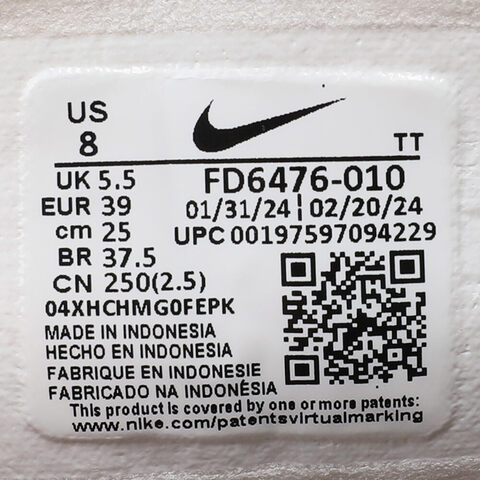 US
8
TT
UK 5.5
EUR 39
cm 25
BR 37.5
CN 250(2.5)
FD6476-010
01/31/24 | 02/20/24
UPC 00197597094229
04XHCHMG0FEPK
MADE IN INDONESIA
HECHO EN INDONESIA
FABRIQUE EN INDONESIE
FABRICADO NA INDONÉSIA
This product is covered by one or more patents:
www.nike.com/patentsvirtualmarking